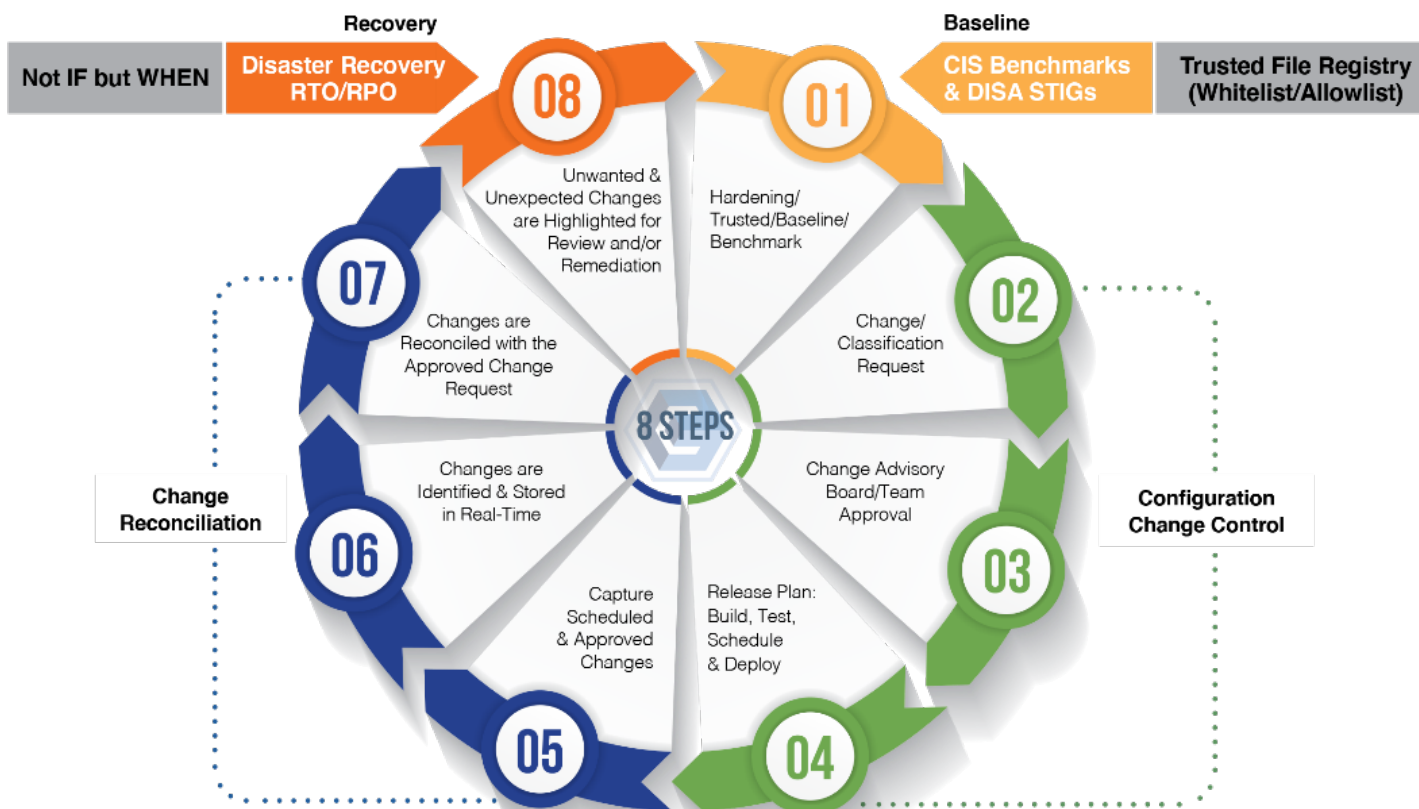 Recovery
Baseline
Not IF but WHEN
Disaster Recovery
RTO/RPO
CIS Benchmarks
& DISA STIGs
Trusted File Registry
(Whitelist/Allowlist)
08
Unwanted &
Unexpected Changes
are Highlighted for
Review and/or
Remediation
01
Hardening/
Trusted/Baseline/
Benchmark
07
Changes are
Reconciled with the
Approved Change
Request
02
Change/
Classification
Request
8 STEPS
Change
Reconciliation
06
Changes are
Identified & Stored
in Real-Time
03
Change Advisory
Board/Team
Approval
Configuration
Change Control
05
Capture
Scheduled
& Approved
Changes
04
Release Plan:
Build, Test,
Schedule
& Deploy